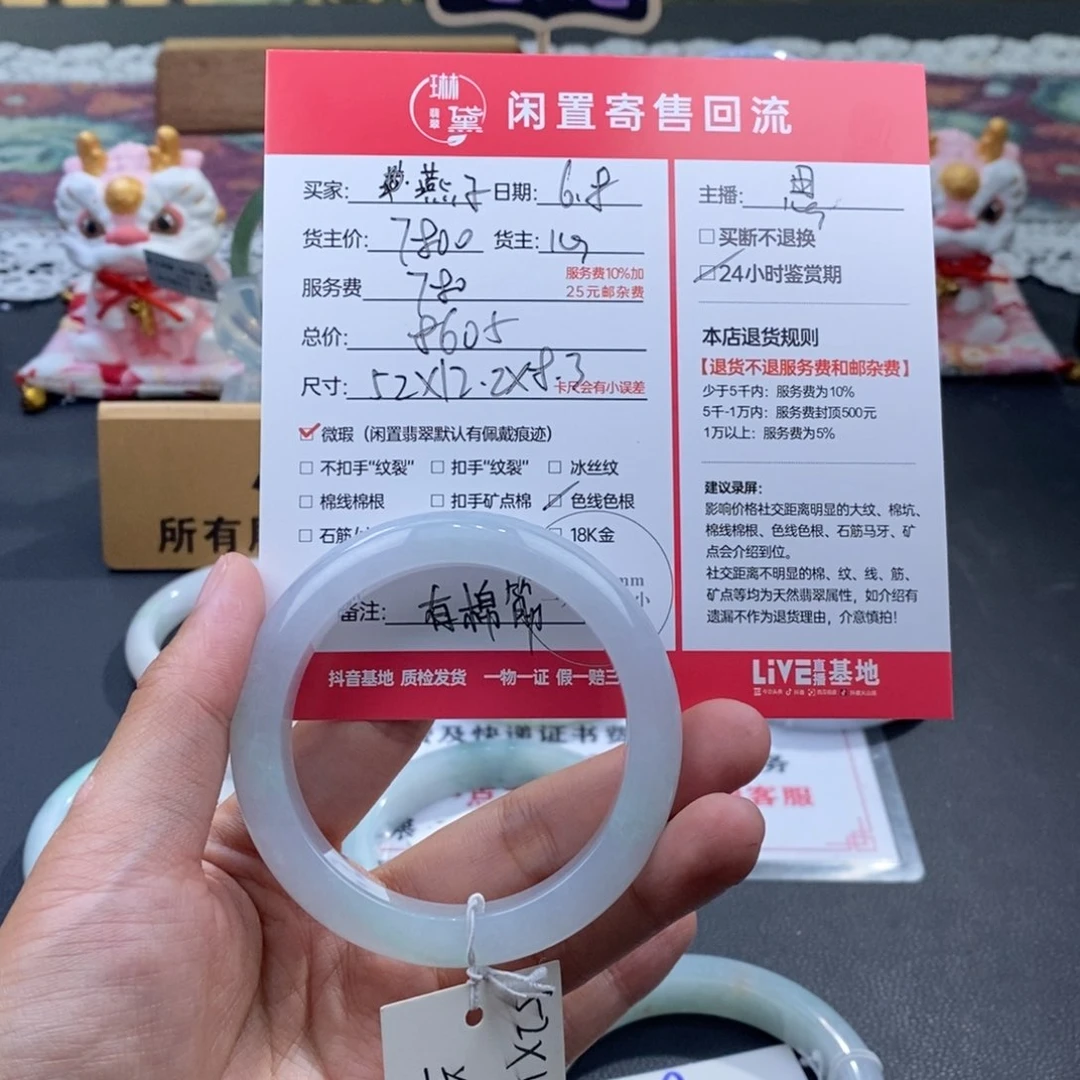 琳黛
翡翠
闲置寄售回流
买家: 燕子 日期: 6.8
货主价: 7800 货主:
服务费 780 服务费10%加
25元邮杂费
总价: 8605
尺寸: 52X12.2X8.3 卡尺会有小误差
微瑕（闲置翡翠默认有佩戴痕迹）
不扣手“纹裂” 扣手“纹裂” 冰丝纹
棉线棉根 扣手矿点棉 色线色根
石筋 18K金
mm
小
备注: 有棉筋
抖音基地 质检发货 一物一证 假一赔三
主播:
买断不退换
24小时鉴赏期
本店退货规则
【退货不退服务费和邮杂费】
少于5千内：服务费为10%
5千-1万内：服务费封顶500元
1万以上：服务费为5%
建议录屏：
影响价格社交距离明显的大纹、棉坑、
棉线棉根、色线色根、石筋马牙、矿
点会介绍到位。
社交距离不明显的棉、纹、线、筋、
矿点等均为天然翡翠属性，如介绍有
遗漏不作为退货理由，介意慎拍！
LIVE直播基地
所有
及快递证书费
客服
52X1